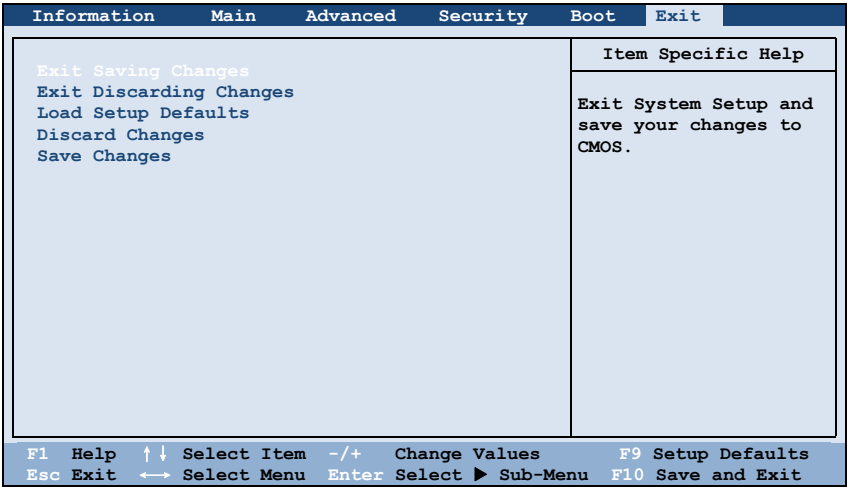 Information Main Advanced Security Boot Exit
Exit Saving Changes
Exit Discarding Changes
Load Setup Defaults
Discard Changes
Save Changes
Item Specific Help
Exit System Setup and
save your changes to
CMOS.
F1 Help ↑↓ Select Item -/+ Change Values F9 Setup Defaults
Esc Exit ←→ Select Menu Enter Select ▶ Sub-Menu F10 Save and Exit